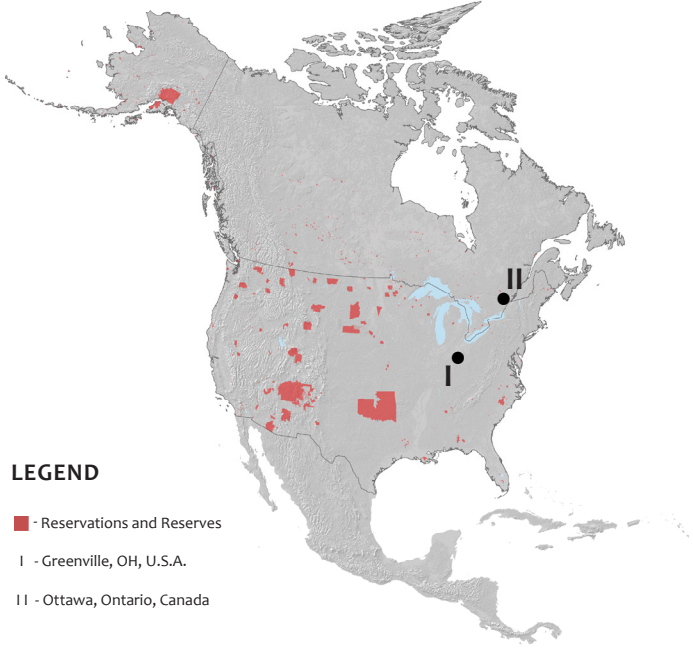 II
I
LEGEND
- Reservations and Reserves
I - Greenville, OH, U.S.A.
II - Ottawa, Ontario, Canada